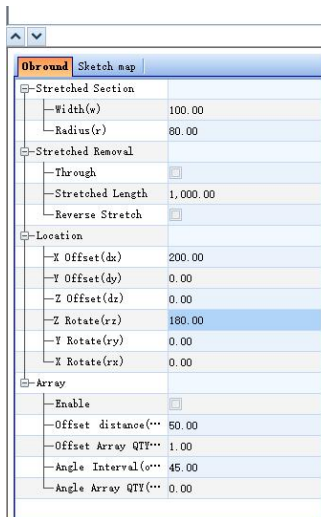 Obround Sketch map
Stretched Section
Width(w) 100.00
Radius(r) 80.00
Stretched Removal
Through
Stretched Length 1,000.00
Reverse Stretch
Location
X Offset(dx) 200.00
Y Offset(dy) 0.00
Z Offset(dz) 0.00
Z Rotate(rz) 180.00
Y Rotate(ry) 0.00
X Rotate(rx) 0.00
Array
Enable
Offset distance(… 50.00
Offset Array QTY… 1.00
Angle Interval(o… 45.00
Angle Array QTY(… 0.00